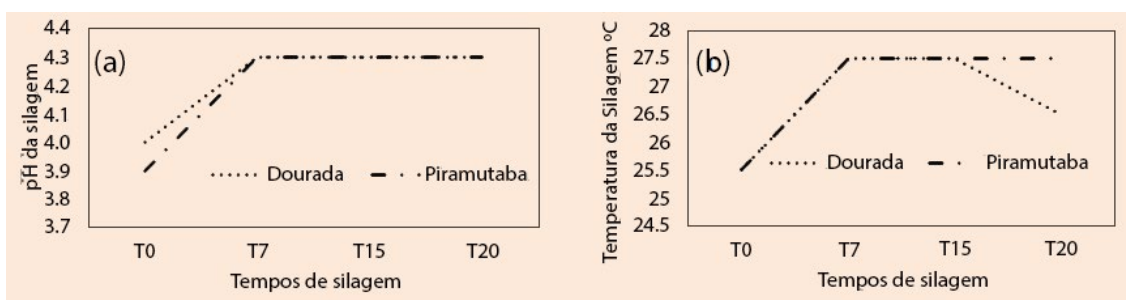 (a)
pH da silagem
4.4
4.3
4.2
4.1
4.0
3.9
3.8
3.7
Dourada
Piramutaba
T0 T7 T15 T20
Tempos de silagem
(b)
Temperatura da Silagem ºC
28
27.5
27
26.5
26
25.5
25
24.5
Dourada
Piramutaba
T0 T7 T15 T20
Tempos de silagem